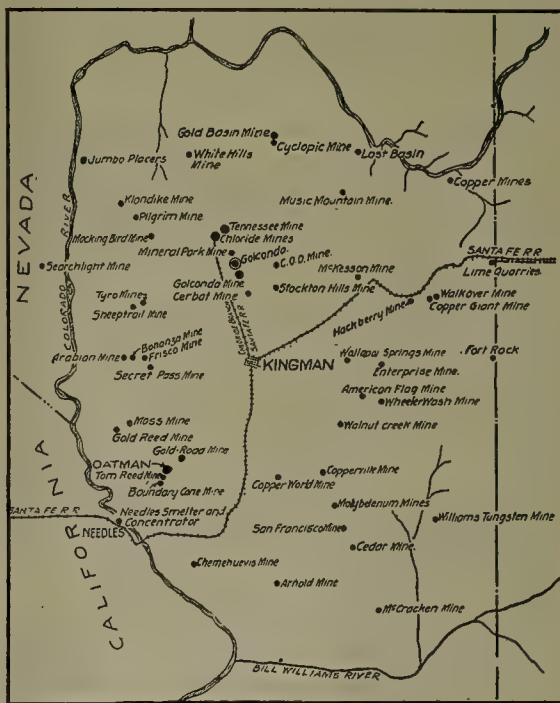 Gold Basin Mine
Cyclopic Mine
Lost Basin
Jumbo Placers
White Hills
Mine
Copper Mines
Music Mountain Mine.
Klondike Mine
Pilgrim Mine
NEVADA
COLORADO RIVER
Tennessee Mine
Chloride Mines
Mocking Bird Mine
Mineral Park Mine
Golconda
C.O.D. Mine.
McKesson Mine
SANTA FE RR
Lime Quarries
Searchlight Mine
Golconda Mine
Cerbat Mine
Stockton Hills Mine
Walkover Mine
Copper Giant Mine
Hackberry Mine
Tyro Mine
Sheeptrail Mine
SANTA FE RR
Bonanza Mine
Frisco Mine
Arabian Mine
Secret Pass Mine
KINGMAN
Wallapai Springs Mine
Enterprise Mine.
Fort Rock
American Flag Mine
Wheeler Wash Mine
Moss Mine
Gold Reed Mine
Walnut creek Mine
Gold-Road Mine
OATMAN
Tom Reed Mine
Boundary Cone Mine
Copperville Mine
Copper World Mine
Molybdenum Mines
SANTA FE RR
Needles Smelter and
Concentrator
NEEDLES
San Francisco Mine
Williams Tungsten Mine
Cedar Mine.
CALIFORNIA
Chemehuevis Mine
Arnold Mine
McCracken Mine
BILL WILLIAMS RIVER